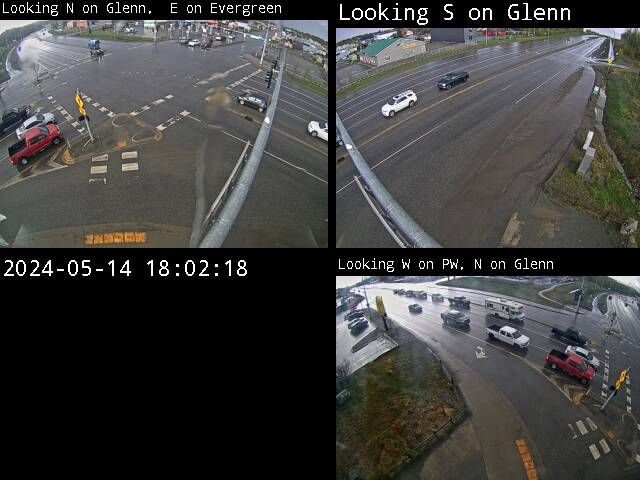 Looking N on Glenn,  E on Evergreen
Looking S on Glenn
2024-05-14 18:02:18
Looking W on PW, N on Glenn